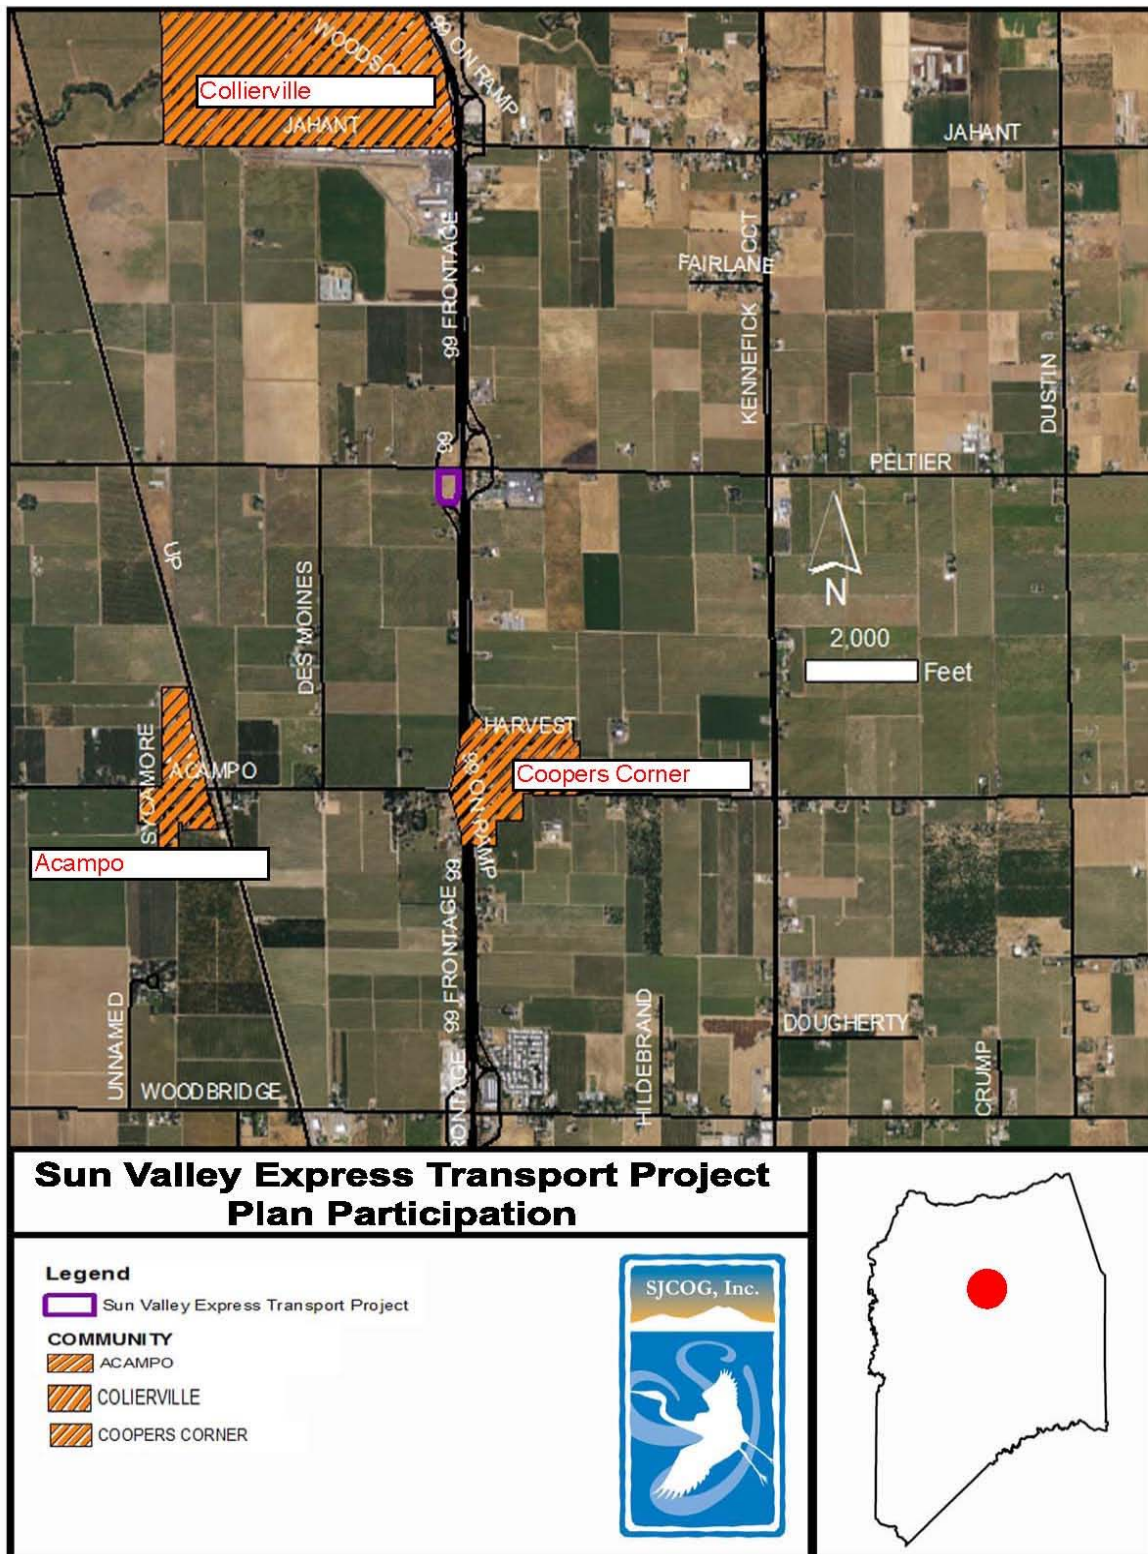 WOODSO
99 ON RAMP
Collierville
JAHANT
JAHANT
99 FRONTAGE
CCT
FAIRLANE
KENNEFICK
DUSTIN
99
PELTIER
UP
N
DES MOINES
2,000
Feet
HARVEST
SYCAMORE
ACAMPO
99 ON RAMP
Coopers Corner
Acampo
99
99 FRONTAGE
UNNAMED
HILDEBRAND
DOUGHERTY
WOODBRIDGE
RONTAGE
CRUMP
Sun Valley Express Transport Project
Plan Participation
Legend
Sun Valley Express Transport Project
COMMUNITY
ACAMPO
COLIERVILLE
COOPERS CORNER
SJCOG, Inc.